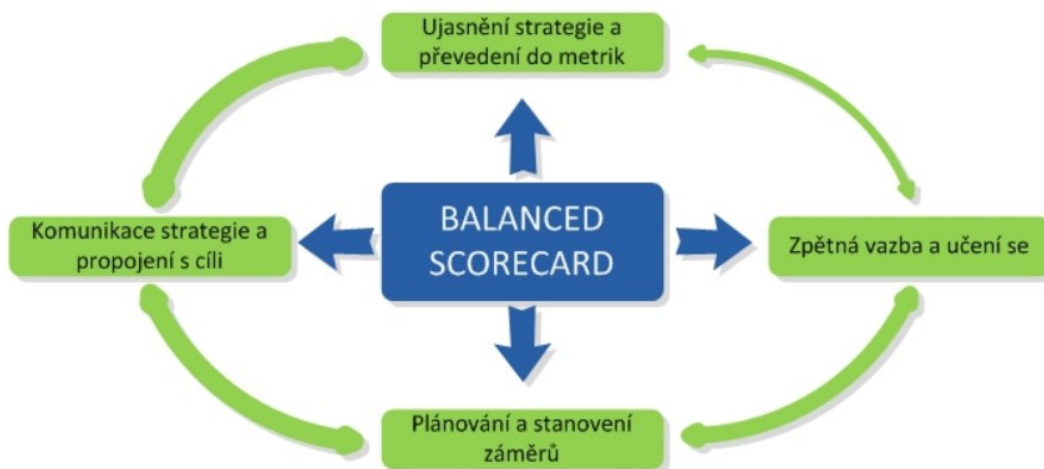 Ujasnění strategie a
převedení do metrik
Komunikace strategie a
propojení s cíli
BALANCED
SCORECARD
Zpětná vazba a učení se
Plánování a stanovení
záměrů